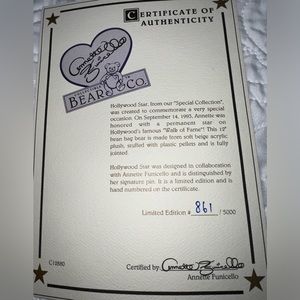 CERTIFICATE OF
AUTHENTICITY
Annette Funicello
COLLECTIBLE
BEAR Co.
Hollywood Star, from our "Special Collection",
was created to commemorate a very special
occasion. On September 14, 1993, Annette was
honored with a permanent star on
Hollywood's famous "Walk of Fame"! This 12"
bean bag bear is made from soft beige acrylic
plush, stuffed with plastic pellets and is fully
jointed.
Hollywood Star was designed in collaboration
with Annette Funicello and is distinguished by
her signature pin. It is a limited edition and is
hand numbered on the certificate.
Limited Edition # 861 / 5000
C10880
Certified by Annette Funicello
Annette Funicello